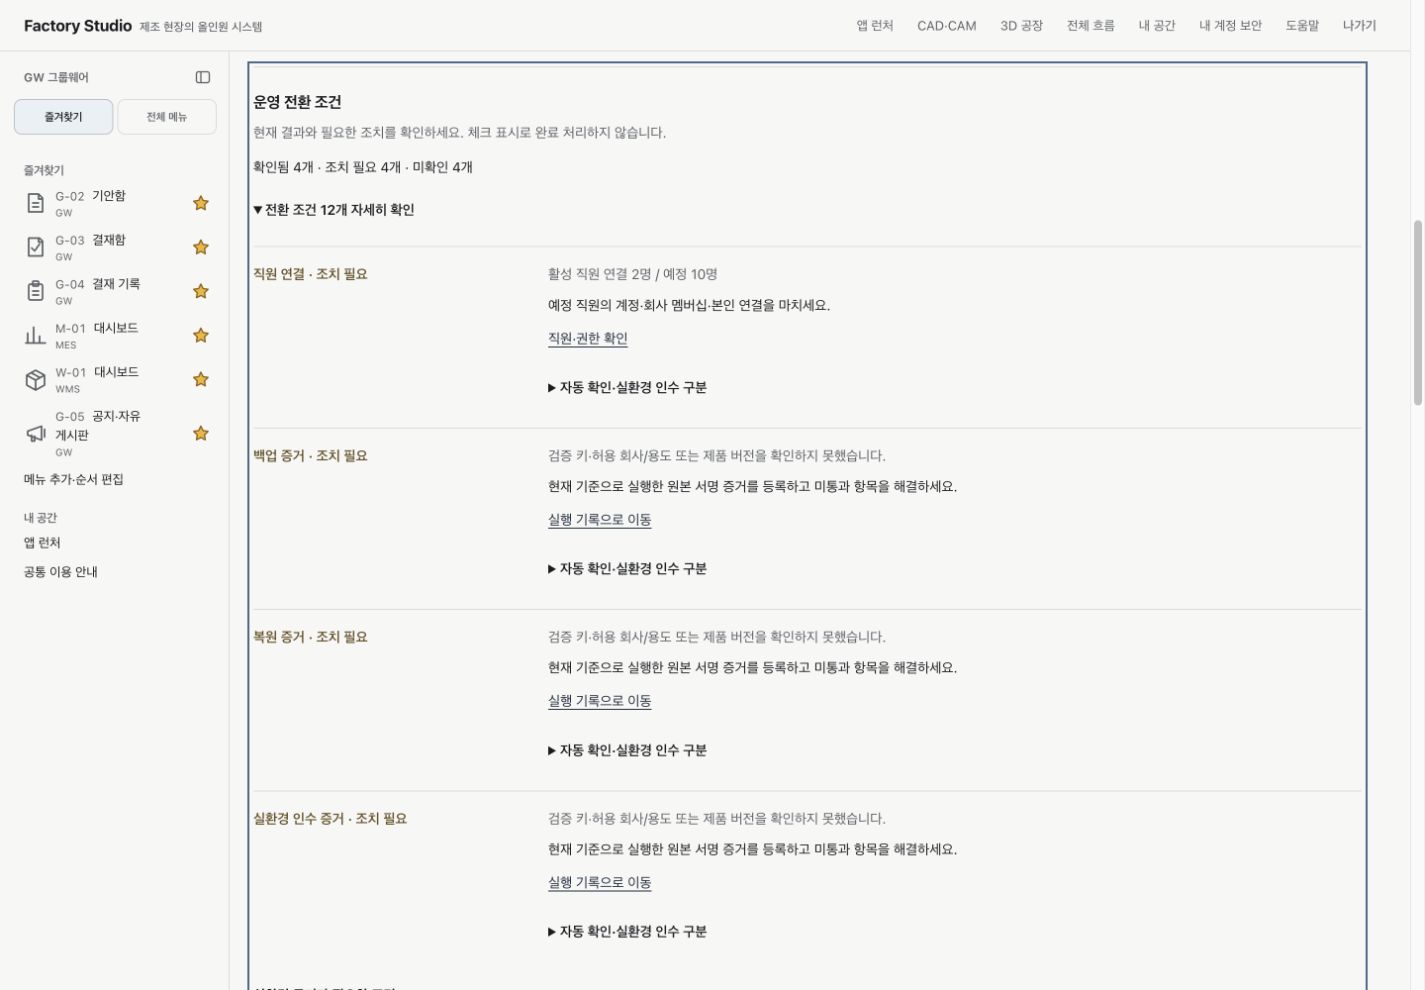 Factory Studio 제조 현장의 올인원 시스템
앱 런처 CAD·CAM 3D 공장 전체 흐름 내 공간 내 계정 보안 도움말 나가기
GW 그룹웨어
즐겨찾기 전체 메뉴
즐겨찾기
G-02 기안함
GW
G-03 결재함
GW
G-04 결재 기록
GW
M-01 대시보드
MES
W-01 대시보드
WMS
G-05 공지·자유
게시판
GW
메뉴 추가·순서 편집
내 공간
앱 런처
공통 이용 안내
운영 전환 조건
현재 결과와 필요한 조치를 확인하세요. 체크 표시로 완료 처리하지 않습니다.
확인됨 4개 · 조치 필요 4개 · 미확인 4개
▼ 전환 조건 12개 자세히 확인
직원 연결 · 조치 필요
활성 직원 연결 2명 / 예정 10명
예정 직원의 계정·회사 멤버십·본인 연결을 마치세요.
직원·권한 확인
▶ 자동 확인·실환경 인수 구분
백업 증거 · 조치 필요
검증 키·허용 회사/용도 또는 제품 버전을 확인하지 못했습니다.
현재 기준으로 실행한 원본 서명 증거를 등록하고 미통과 항목을 해결하세요.
실행 기록으로 이동
▶ 자동 확인·실환경 인수 구분
복원 증거 · 조치 필요
검증 키·허용 회사/용도 또는 제품 버전을 확인하지 못했습니다.
현재 기준으로 실행한 원본 서명 증거를 등록하고 미통과 항목을 해결하세요.
실행 기록으로 이동
▶ 자동 확인·실환경 인수 구분
실환경 인수 증거 · 조치 필요
검증 키·허용 회사/용도 또는 제품 버전을 확인하지 못했습니다.
현재 기준으로 실행한 원본 서명 증거를 등록하고 미통과 항목을 해결하세요.
실행 기록으로 이동
▶ 자동 확인·실환경 인수 구분